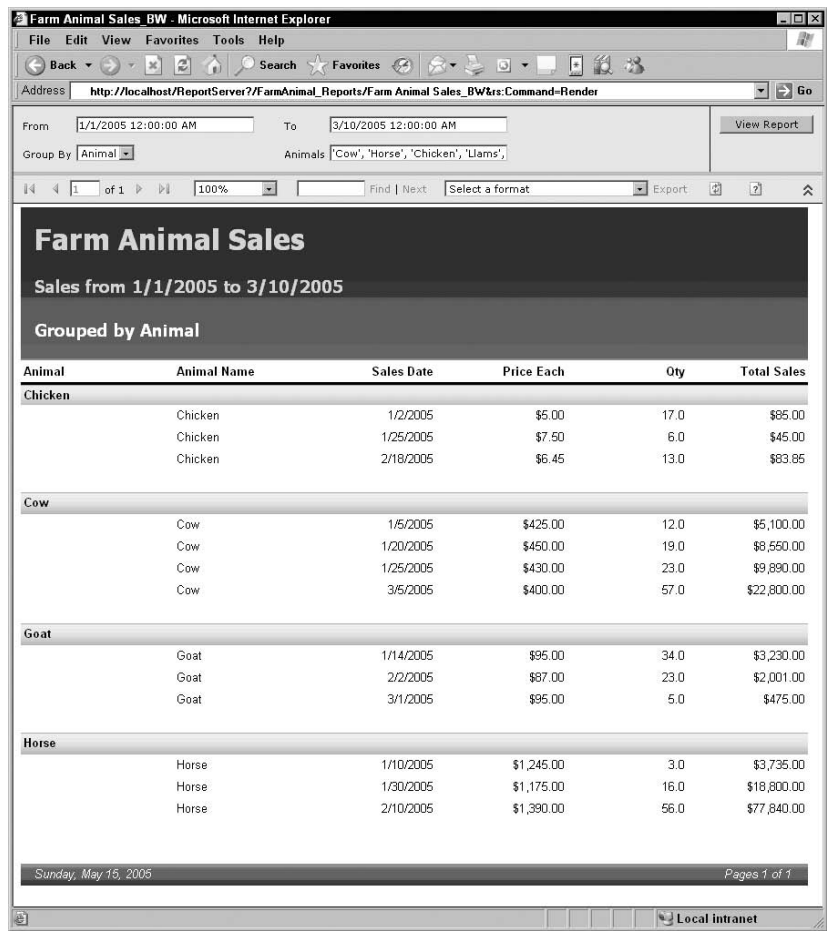 Farm Animal Sales_BW - Microsoft Internet Explorer
File Edit View Favorites Tools Help
Back Search Favorites
Address http://localhost/ReportServer?/FarmAnimal_Reports/Farm Animal Sales_BW&rs:Command=Render Go
From 1/1/2005 12:00:00 AM To 3/10/2005 12:00:00 AM View Report
Group By Animal Animals 'Cow', 'Horse', 'Chicken', 'Llams',
1 of 1 100% Find | Next Select a format Export
Farm Animal Sales
Sales from 1/1/2005 to 3/10/2005
Grouped by Animal
Animal Animal Name Sales Date Price Each Qty Total Sales
Chicken
Chicken 1/2/2005 $5.00 17.0 $85.00
Chicken 1/25/2005 $7.50 6.0 $45.00
Chicken 2/18/2005 $6.45 13.0 $83.85
Cow
Cow 1/5/2005 $425.00 12.0 $5,100.00
Cow 1/20/2005 $450.00 19.0 $8,550.00
Cow 1/25/2005 $430.00 23.0 $9,890.00
Cow 3/5/2005 $400.00 57.0 $22,800.00
Goat
Goat 1/14/2005 $95.00 34.0 $3,230.00
Goat 2/2/2005 $87.00 23.0 $2,001.00
Goat 3/1/2005 $95.00 5.0 $475.00
Horse
Horse 1/10/2005 $1,245.00 3.0 $3,735.00
Horse 1/30/2005 $1,175.00 16.0 $18,800.00
Horse 2/10/2005 $1,390.00 56.0 $77,840.00
Sunday, May 15, 2005 Pages 1 of 1
Local intranet